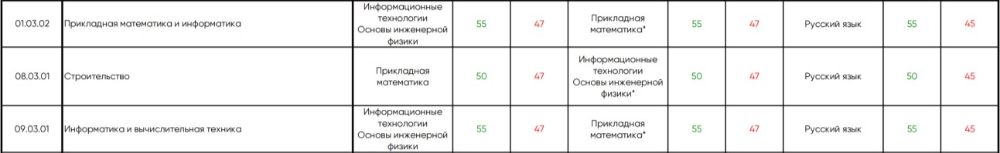 01.03.02 Прикладная математика и информатика Информационные технологии Основы инженерной физики 55 47 Прикладная математика* 55 47 Русский язык 55 45
08.03.01 Строительство Прикладная математика 50 47 Информационные технологии Основы инженерной физики* 50 47 Русский язык 50 45
09.03.01 Информатика и вычислительная техника Информационные технологии Основы инженерной физики 55 47 Прикладная математика* 55 47 Русский язык 55 45